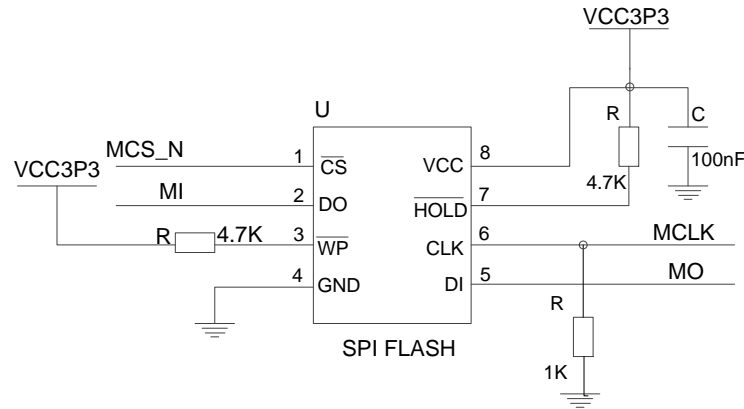 VCC3P3
U
R
C
MCS_N
1
CS
VCC
8
100nF
VCC3P3
MI
2
DO
HOLD
7
4.7K
R
4.7K
3
WP
CLK
6
MCLK
4
GND
DI
5
MO
R
SPI FLASH
1K